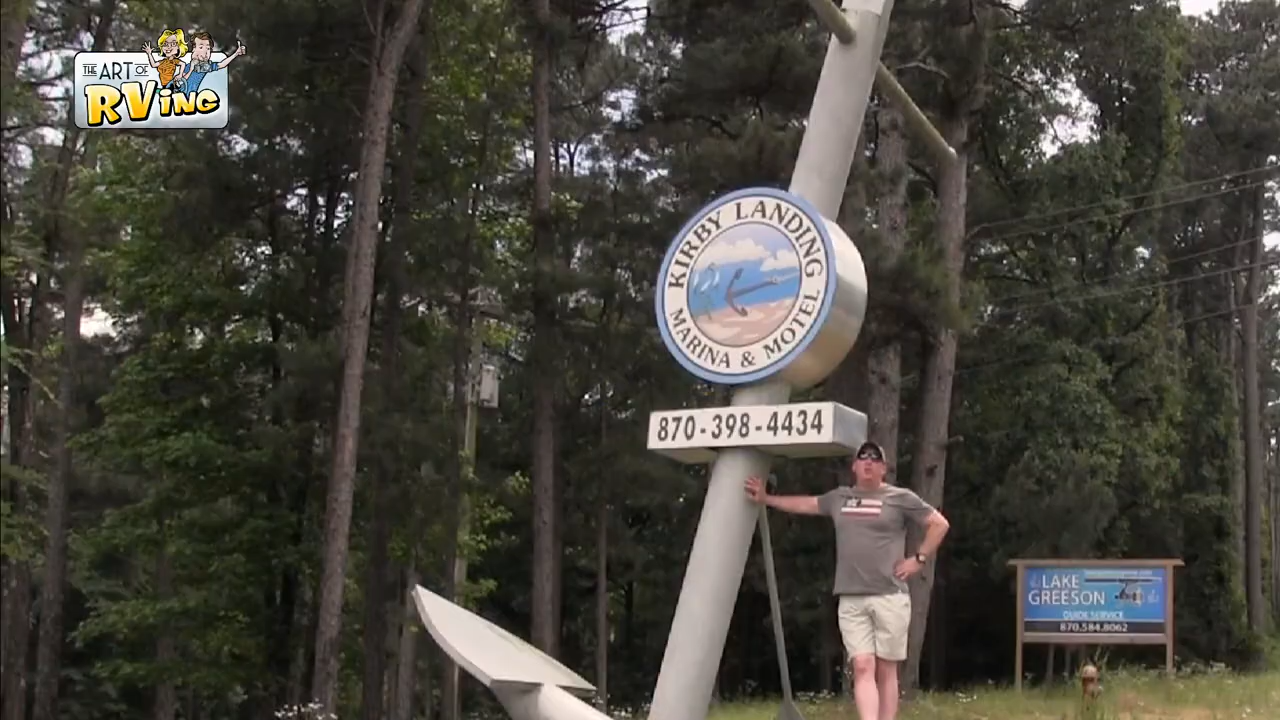 THE ART OF
RVING
KIRBY LANDING
MARINA & MOTEL
870-398-4434
LAKE
GREESON
GUIDE SERVICE
870.584.8062